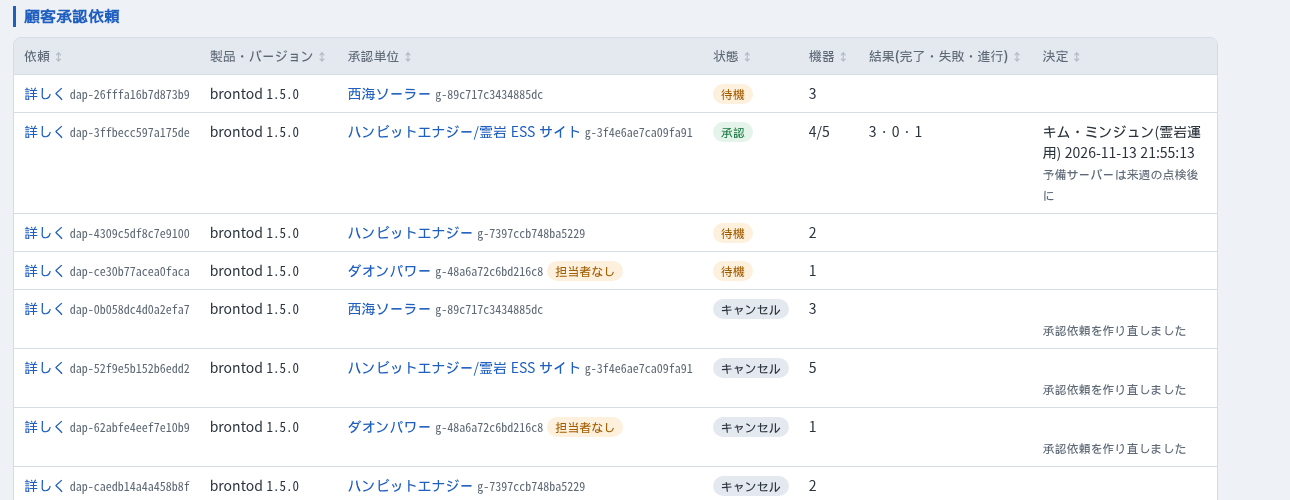 顧客承認依頼
依頼 ↕ 製品・バージョン ↕ 承認単位 ↕ 状態 ↕ 機器 ↕ 結果(完了・失敗・進行) ↕ 決定 ↕
詳しく dap-26fffa16b7d873b9 brontod 1.5.0 西海ソーラー g-89c717c3434885dc 待機 3
詳しく dap-3ffbecc597a175de brontod 1.5.0 ハンビットエナジー/霊岩 ESS サイト g-3f4e6ae7ca09fa91 承認 4/5 3 · 0 · 1 キム・ミンジュン(霊岩運
用) 2026-11-13 21:55:13
予備サーバーは来週の点検後
に
詳しく dap-4309c5df8c7e9100 brontod 1.5.0 ハンビットエナジー g-7397ccb748ba5229 待機 2
詳しく dap-ce30b77acea0faca brontod 1.5.0 ダオンパワー g-48a6a72c6bd216c8 担当者なし 待機 1
詳しく dap-0b058dc4d0a2efa7 brontod 1.5.0 西海ソーラー g-89c717c3434885dc キャンセル 3
承認依頼を作り直しました
詳しく dap-52f9e5b152b6edd2 brontod 1.5.0 ハンビットエナジー/霊岩 ESS サイト g-3f4e6ae7ca09fa91 キャンセル 5
承認依頼を作り直しました
詳しく dap-62abfe4eef7e10b9 brontod 1.5.0 ダオンパワー g-48a6a72c6bd216c8 担当者なし キャンセル 1
承認依頼を作り直しました
詳しく dap-caedb14a4a458b8f brontod 1.5.0 ハンビットエナジー g-7397ccb748ba5229 キャンセル 2